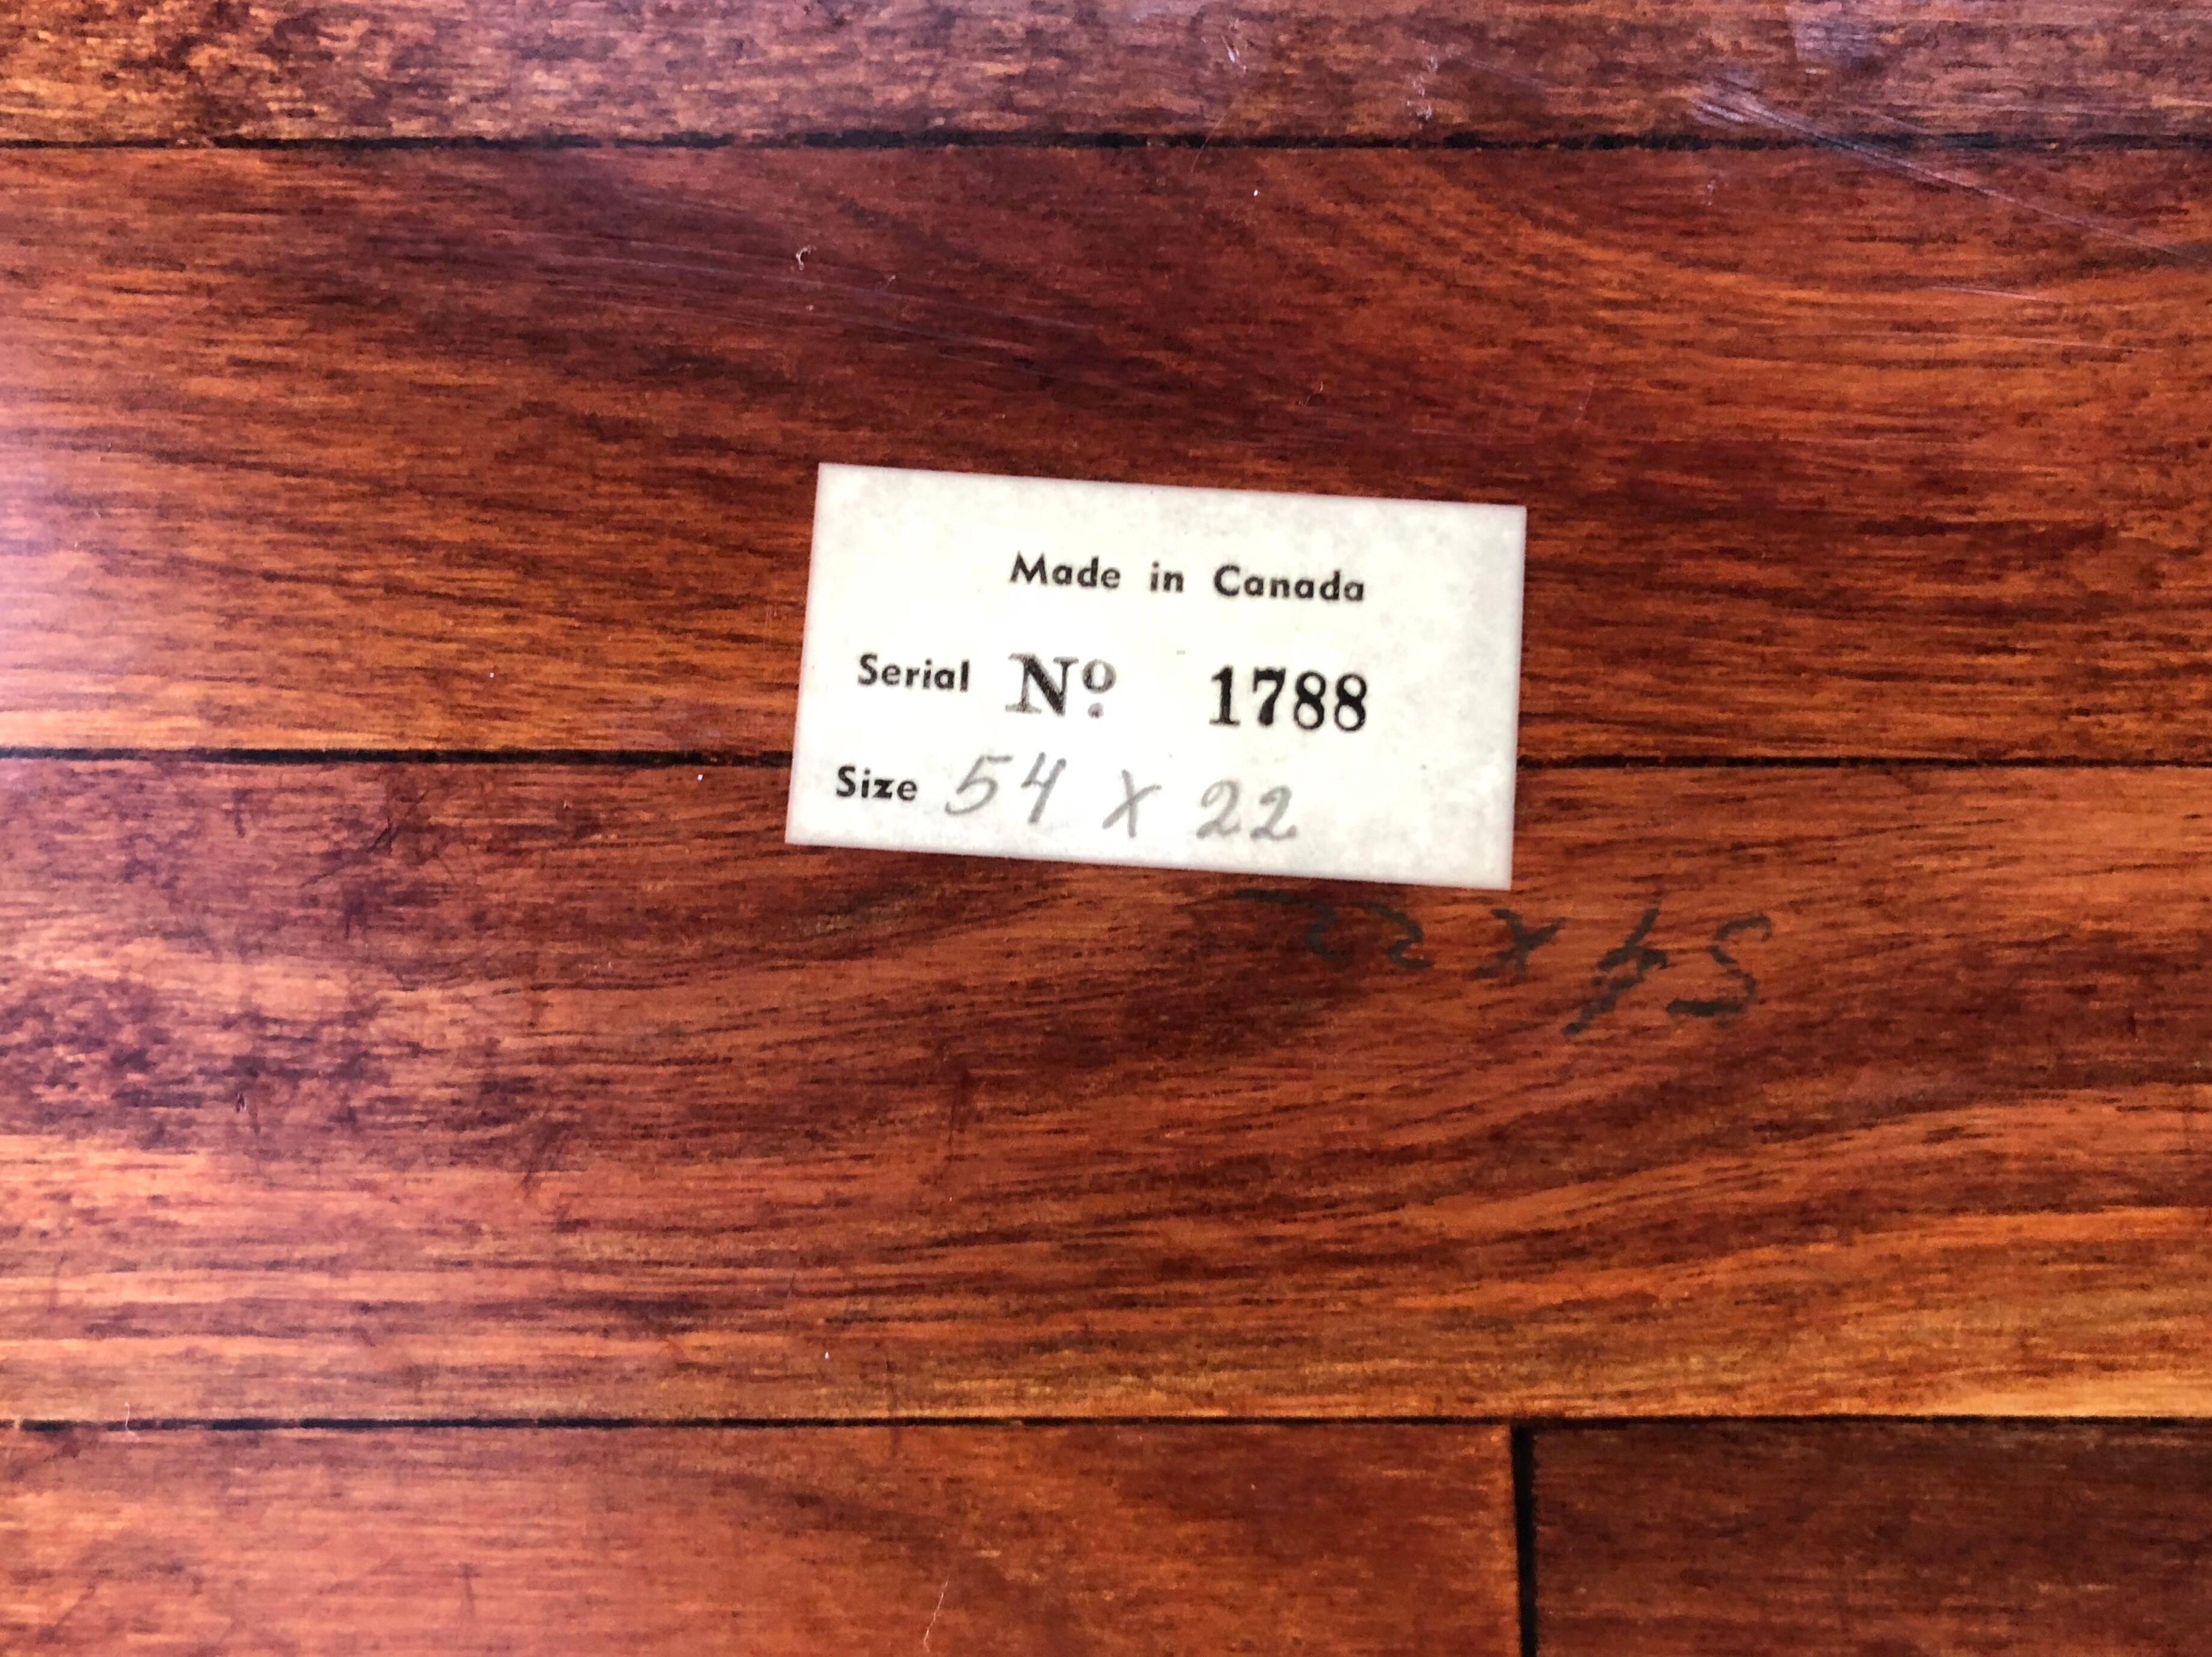 Made in Canada
Serial Nº 1788
Size 54 x 22
54 x 22